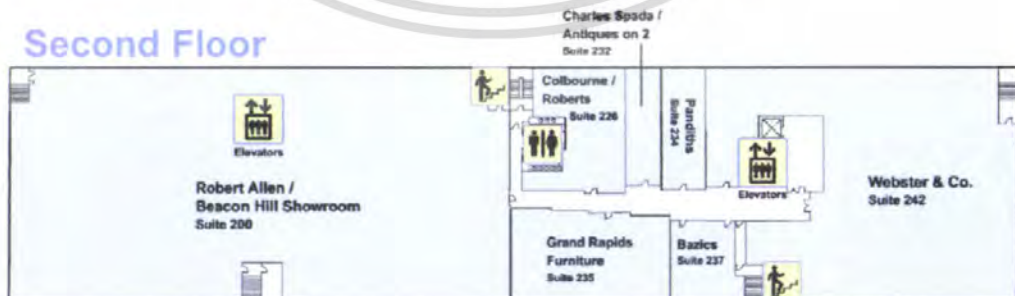 Second Floor
Charles Spada /
Antiques on 2
Suite 232
Colbourne /
Roberts
Suite 226
Pandiths
Suite 234
Elevators
Elevators
Robert Allen /
Beacon Hill Showroom
Suite 200
Webster & Co.
Suite 242
Grand Rapids
Furniture
Suite 235
Bazics
Suite 237